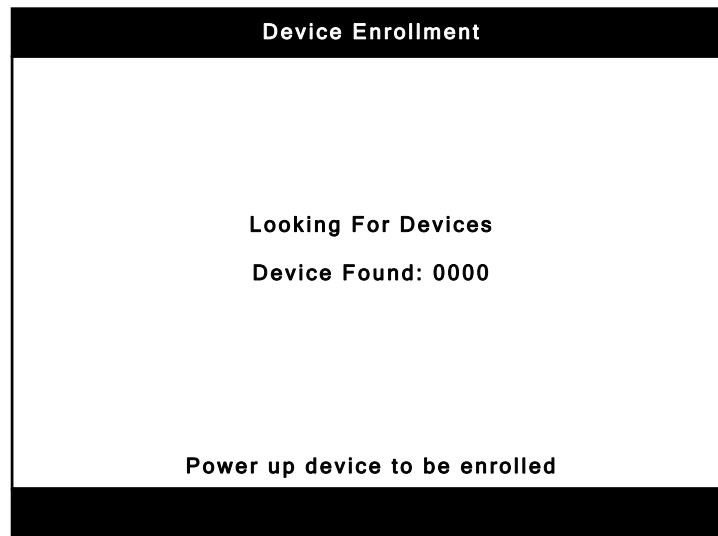 Device Enrollment
Looking For Devices
Device Found: 0000
Power up device to be enrolled